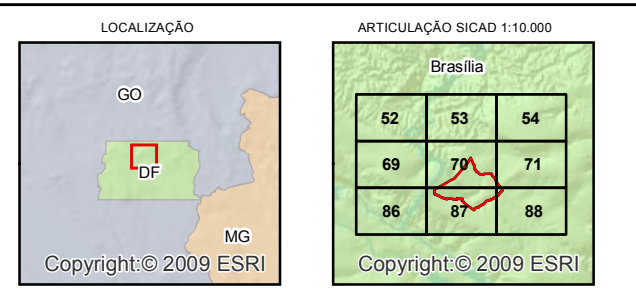 LOCALIZAÇÃO
GO
DF
MG
Copyright:© 2009 ESRI
ARTICULAÇÃO SICAD 1:10.000
Brasília
52 53 54
69 70 71
86 87 88
Copyright:© 2009 ESRI